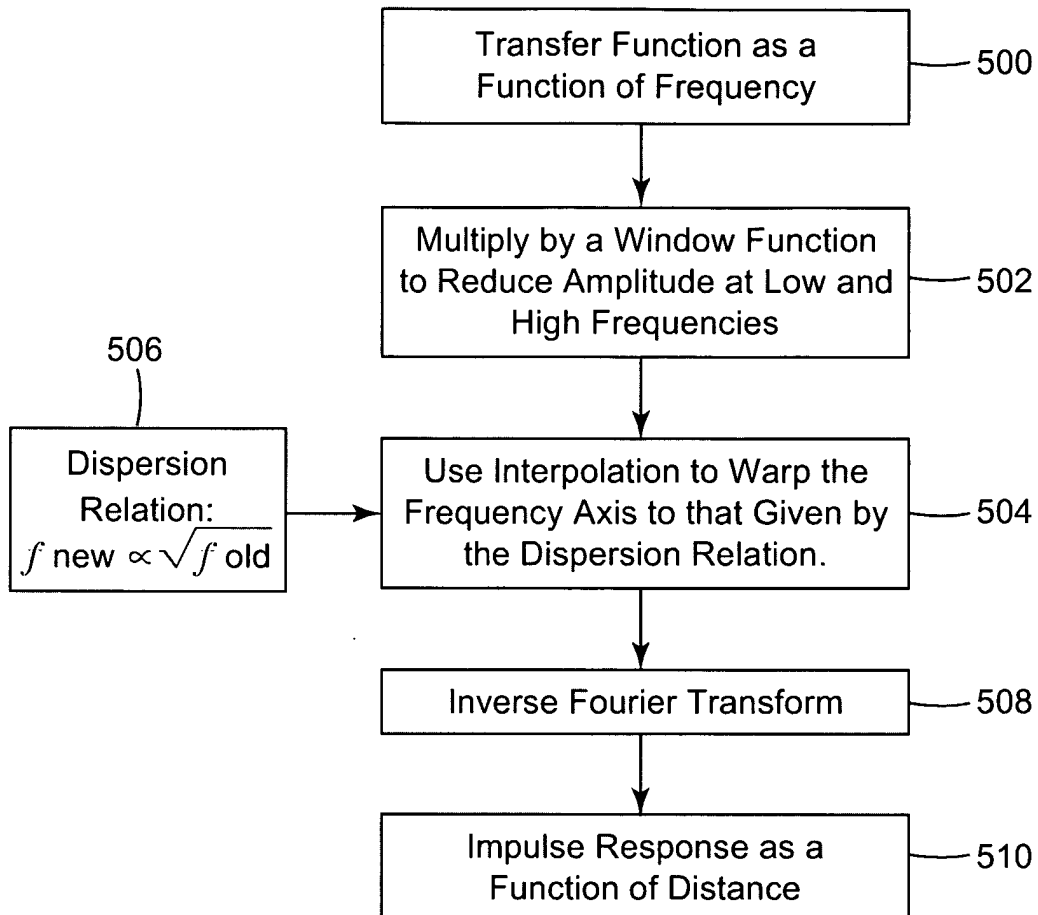 Transfer Function as a
Function of Frequency
500
Multiply by a Window Function
to Reduce Amplitude at Low and
High Frequencies
502
506
Dispersion
Relation:
f new ∝ √f old
Use Interpolation to Warp the
Frequency Axis to that Given by
the Dispersion Relation.
504
Inverse Fourier Transform
508
Impulse Response as a
Function of Distance
510